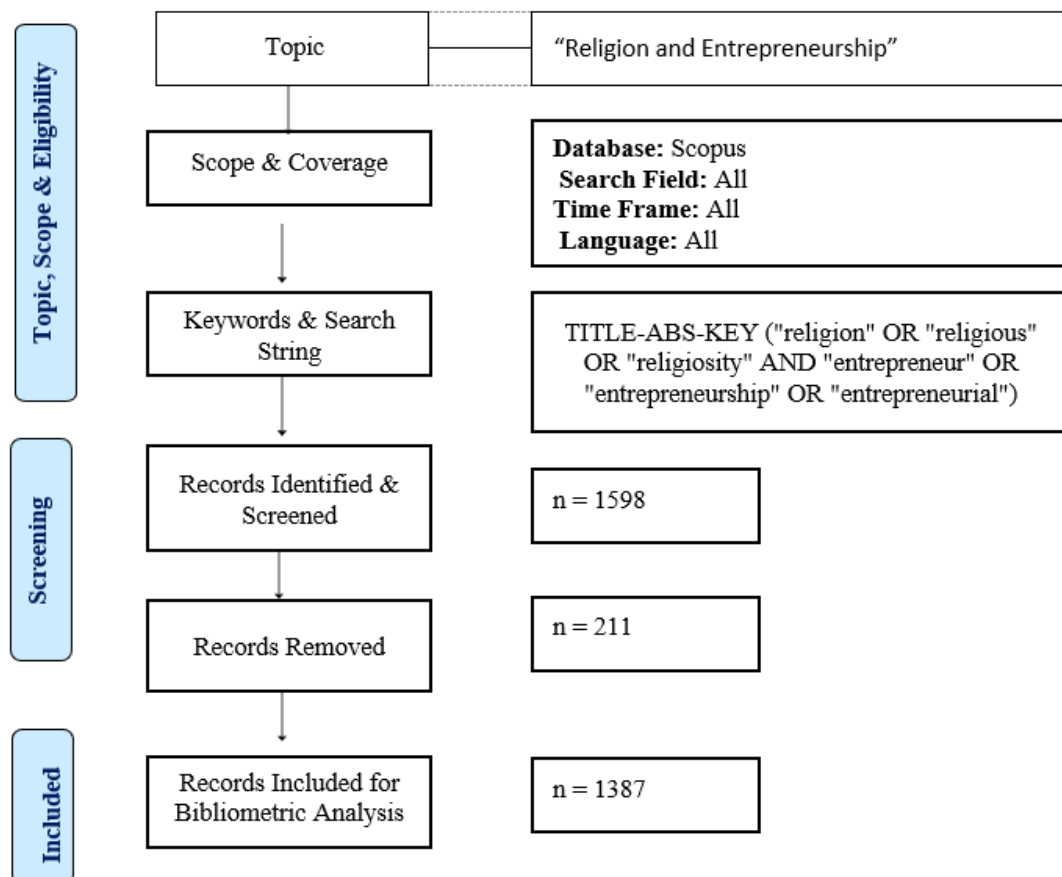 Topic, Scope & Eligibility
Topic
“Religion and Entrepreneurship”
Scope & Coverage
Database: Scopus
Search Field: All
Time Frame: All
Language: All
Keywords & Search
String
TITLE-ABS-KEY ("religion" OR "religious"
OR "religiosity" AND "entrepreneur" OR
"entrepreneurship" OR "entrepreneurial")
Screening
Records Identified &
Screened
n = 1598
Records Removed
n = 211
Included
Records Included for
Bibliometric Analysis
n = 1387